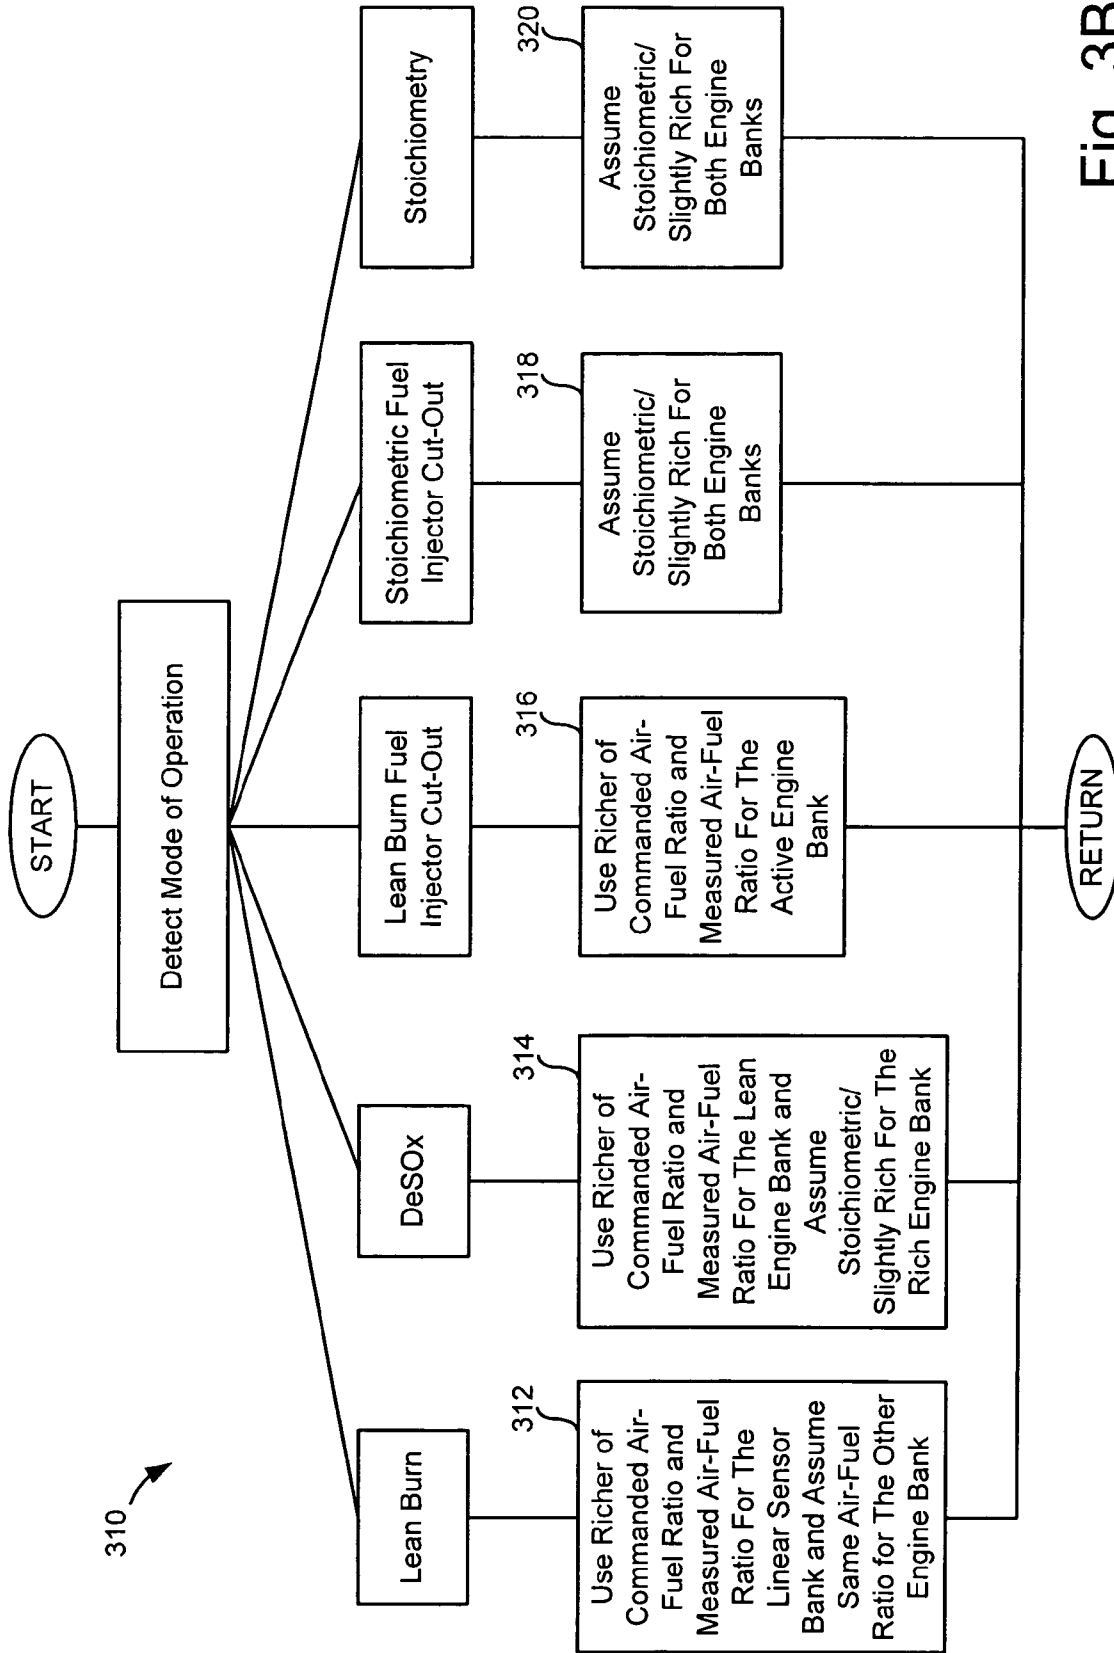 310
START
Detect Mode of Operation
Lean Burn
DeSOx
Lean Burn Fuel
Injector Cut-Out
Stoichiometric Fuel
Injector Cut-Out
Stoichiometry
312
Use Richer of
Commanded Air-
Fuel Ratio and
Measured Air-Fuel
Ratio For The
Linear Sensor
Bank and Assume
Same Air-Fuel
Ratio for The Other
Engine Bank
314
Use Richer of
Commanded Air-
Fuel Ratio and
Measured Air-Fuel
Ratio For The Lean
Engine Bank and
Assume
Stoichiometric/
Slightly Rich For The
Rich Engine Bank
316
Use Richer of
Commanded Air-
Fuel Ratio and
Measured Air-Fuel
Ratio For The
Active Engine
Bank
318
Assume
Stoichiometric/
Slightly Rich For
Both Engine
Banks
320
Assume
Stoichiometric/
Slightly Rich For
Both Engine
Banks
RETURN
Fig. 3B